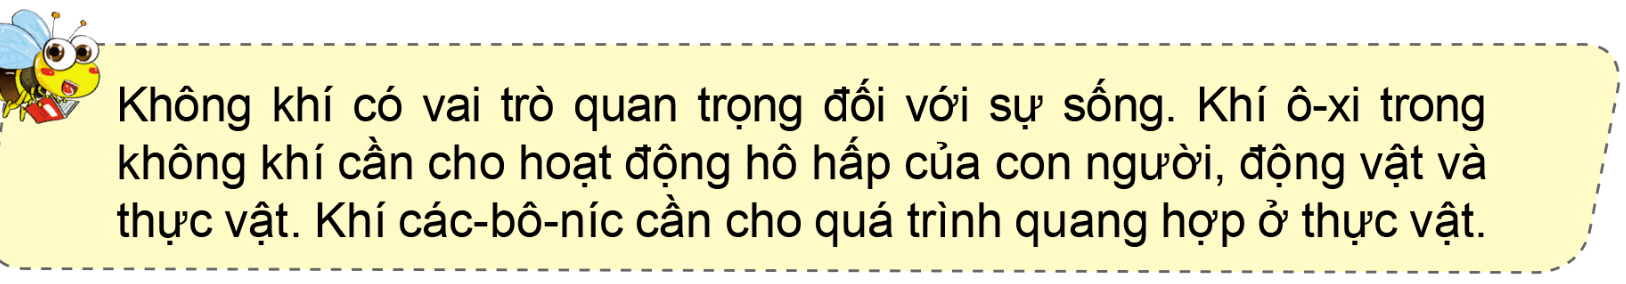 Không khí có vai trò quan trọng đối với sự sống. Khí ô-xi trong
không khí cần cho hoạt động hô hấp của con người, động vật và
thực vật. Khí các-bô-níc cần cho quá trình quang hợp ở thực vật.